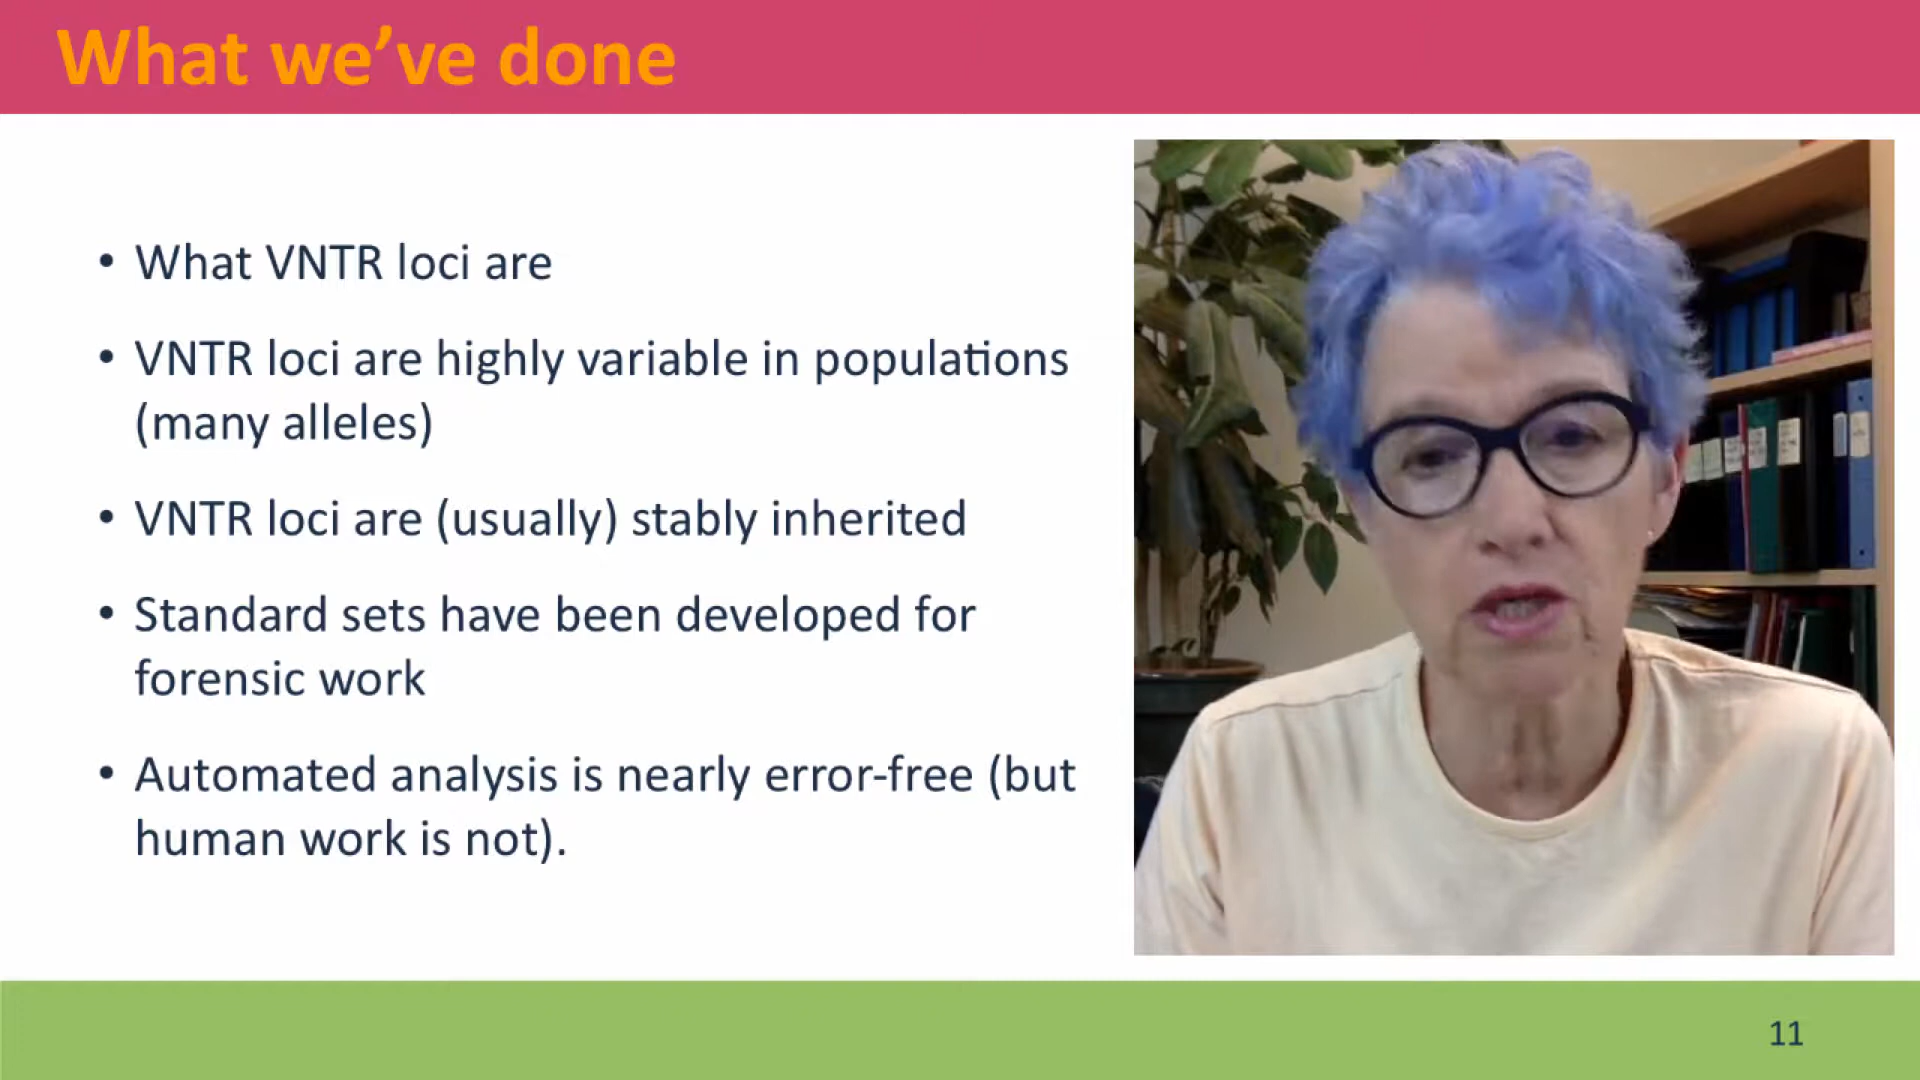 What we’ve done
• What VNTR loci are
• VNTR loci are highly variable in populations
(many alleles)
• VNTR loci are (usually) stably inherited
• Standard sets have been developed for
forensic work
• Automated analysis is nearly error-free (but
human work is not).
11